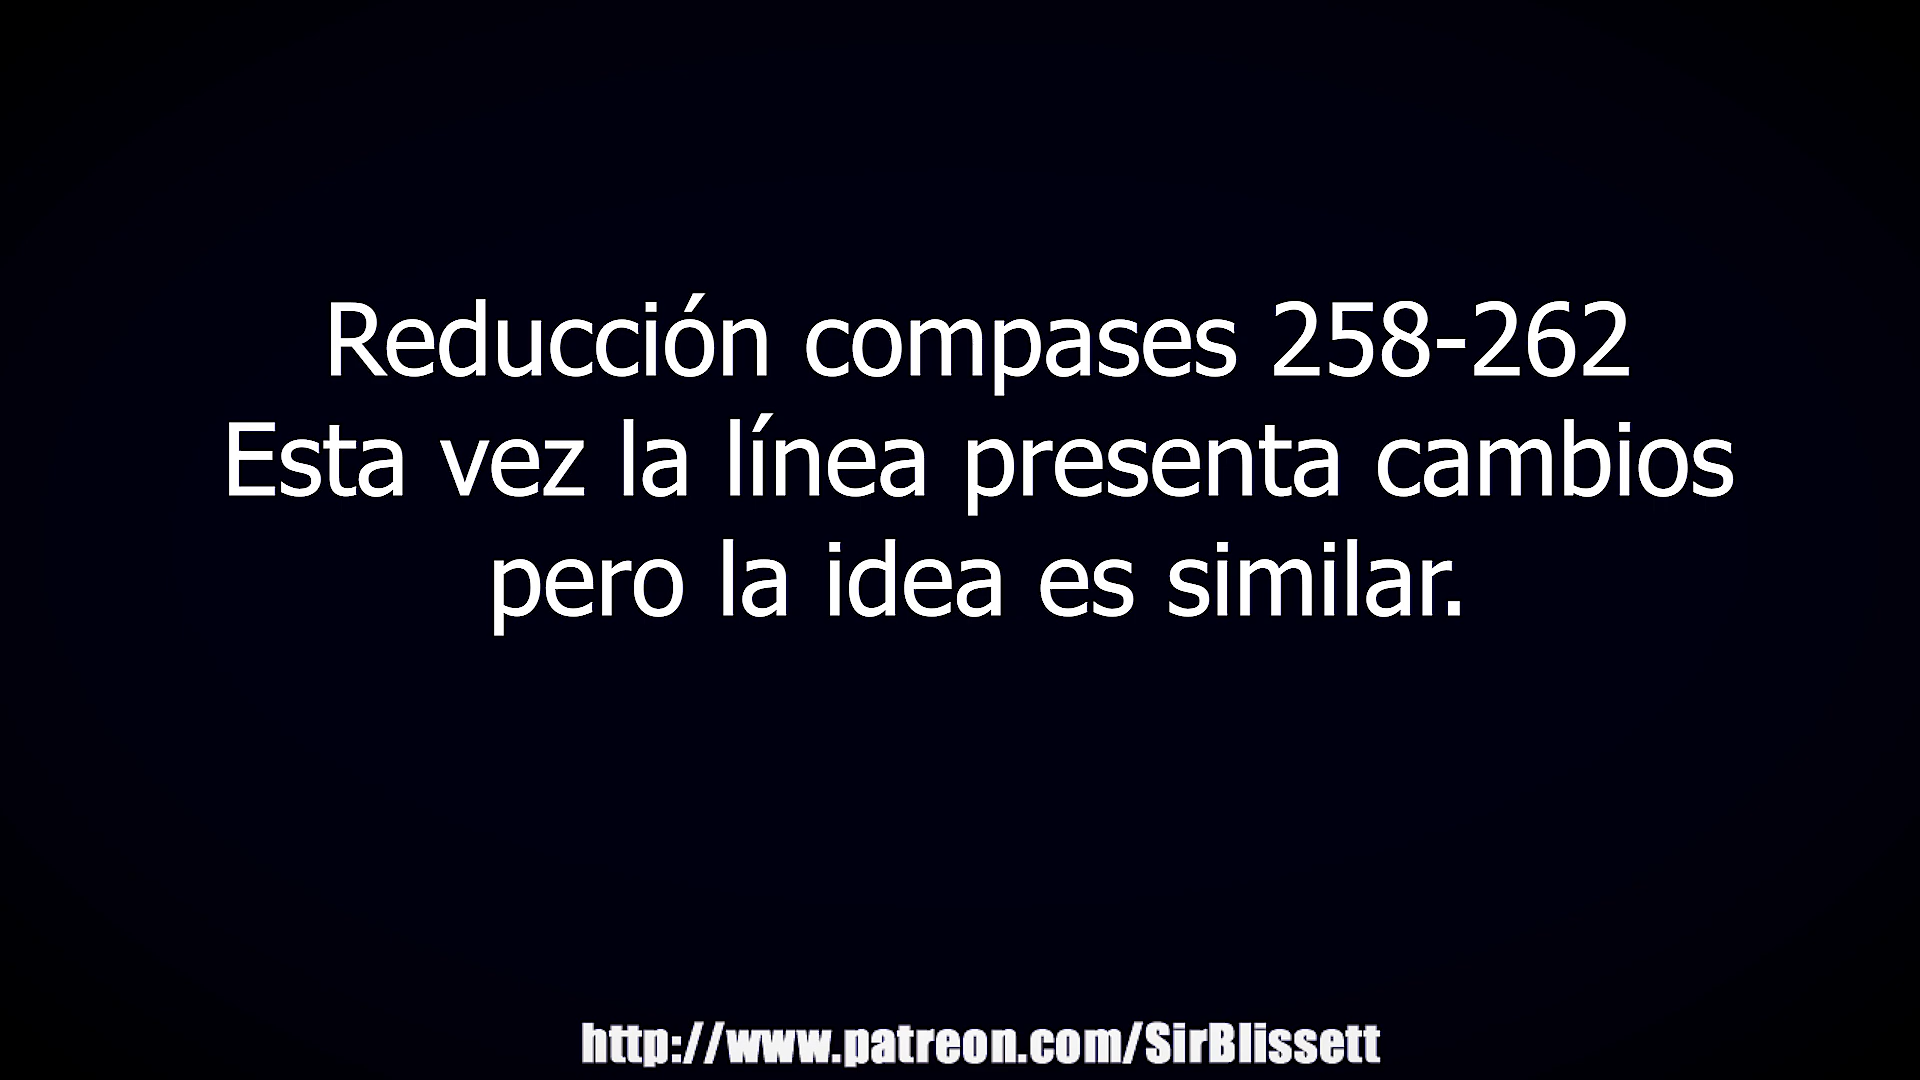 Reducción compases 258-262
Esta vez la línea presenta cambios
pero la idea es similar.
http://www.patreon.com/SirBlissett